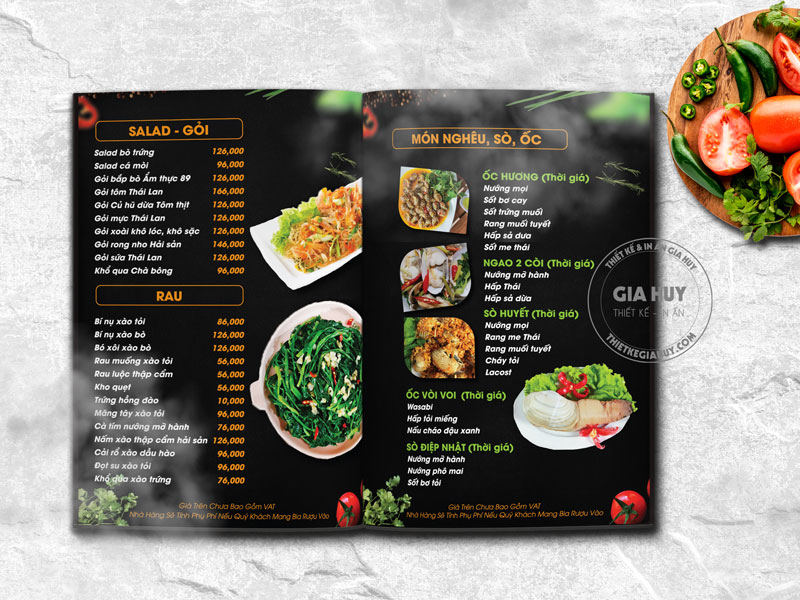 SALAD - GỎI
Salad bò trứng 126,000
Salad cá mòi 96,000
Gỏi bắp bò Ẩm thực 89 126,000
Gỏi tôm Thái Lan 166,000
Gỏi Củ hũ dừa Tôm thịt 126,000
Gỏi mực Thái Lan 126,000
Gỏi xoài khô lóc, khô sặc 126,000
Gỏi rong nho Hải sản 146,000
Gỏi sứa Thái Lan 126,000
Khổ qua Chà bông 96,000
RAU
Bí nụ xào tỏi 86,000
Bí nụ xào bò 126,000
Bó xôi xào bò 126,000
Rau muống xào tỏi 56,000
Rau luộc thập cẩm 56,000
Kho quẹt 56,000
Trứng hồng đào 10,000
Măng tây xào tỏi 96,000
Cà tím nướng mỡ hành 76,000
Nấm xào thập cẩm hải sản 126,000
Cải rổ xào dầu hào 96,000
Đọt su xào tỏi 96,000
Khổ qua xào trứng 76,000
Giá Trên Chưa Bao Gồm VAT
Nhà Hàng Sẽ Tính Phụ Phí Nếu Quý Khách Mang Bia Rượu Vào
MÓN NGHÊU, SÒ, ỐC
ỐC HƯƠNG (Thời giá)
Nướng mọi
Sốt bơ cay
Sốt trứng muối
Rang muối tuyết
Hấp sả dưa
Sốt me thái
NGAO 2 CÒI (Thời giá)
Nướng mỡ hành
Hấp Thái
Hấp sả dừa
SÒ HUYẾT (Thời giá)
Nướng mọi
Rang me Thái
Rang muối tuyết
Cháy tỏi
Lacost
ỐC VÒI VOI (Thời giá)
Wasabi
Hấp tỏi miếng
Nấu cháo đậu xanh
SÒ ĐIỆP NHẬT (Thời giá)
Nướng mỡ hành
Nướng phô mai
Sốt bơ tỏi
Giá Trên Chưa Bao Gồm VAT
Nhà Hàng Sẽ Tính Phụ Phí Nếu Quý Khách Mang Bia Rượu Vào
THIẾT KẾ & IN ẤN GIA HUY
GIA HUY
THIẾT KẾ - IN ẤN
THIETKEGIAHUY.COM